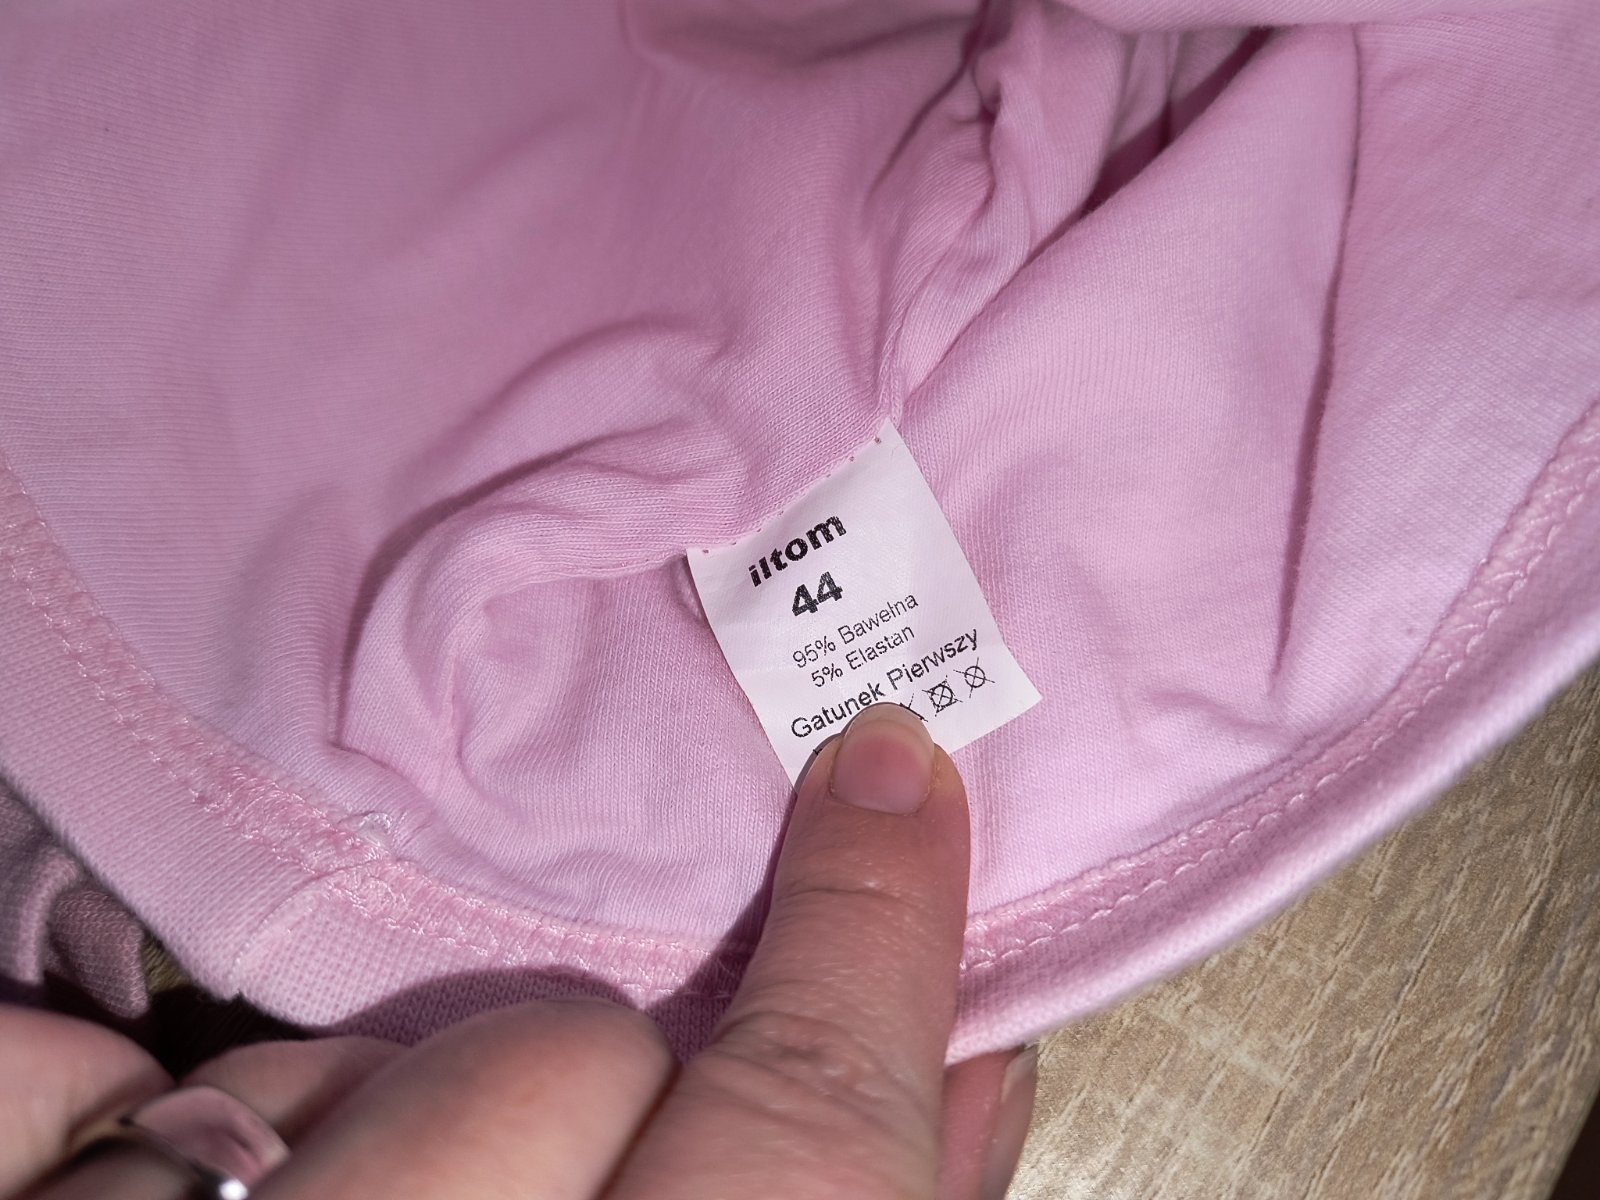 iltom
44
95% Bawełna
5% Elastan
Gatunek Pierwszy